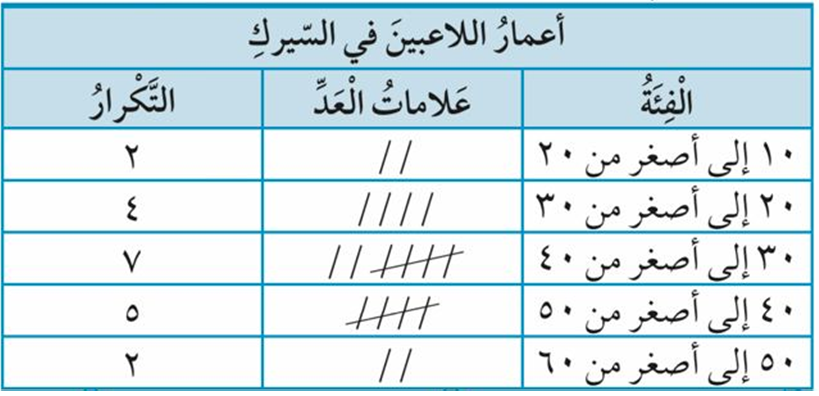 أعمارُ اللاعبينَ في السّيركِ
الْفِئَةُ عَلاماتُ الْعَدِّ التَّكْرارُ
١٠ إلى أصغر من ٢٠ // ٢
٢٠ إلى أصغر من ٣٠ //// ٤
٣٠ إلى أصغر من ٤٠ //// // ٧
٤٠ إلى أصغر من ٥٠ //// ٥
٥٠ إلى أصغر من ٦٠ // ٢